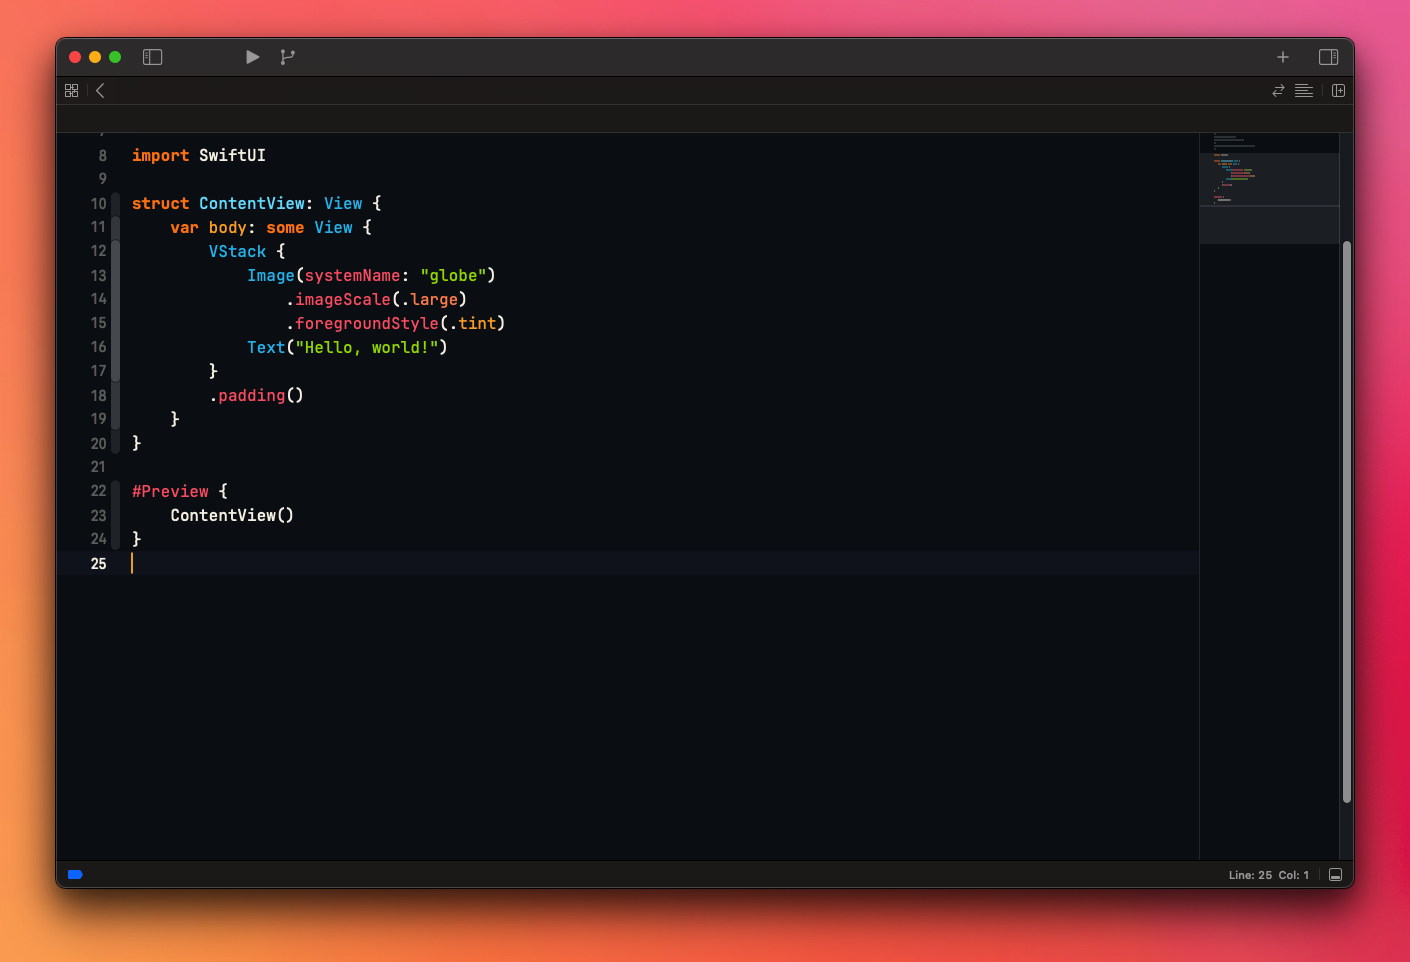 8 import SwiftUI
9
10 struct ContentView: View {
11     var body: some View {
12         VStack {
13             Image(systemName: "globe")
14                 .imageScale(.large)
15                 .foregroundStyle(.tint)
16             Text("Hello, world!")
17         }
18         .padding()
19     }
20 }
21
22 #Preview {
23     ContentView()
24 }
25
Line: 25 Col: 1